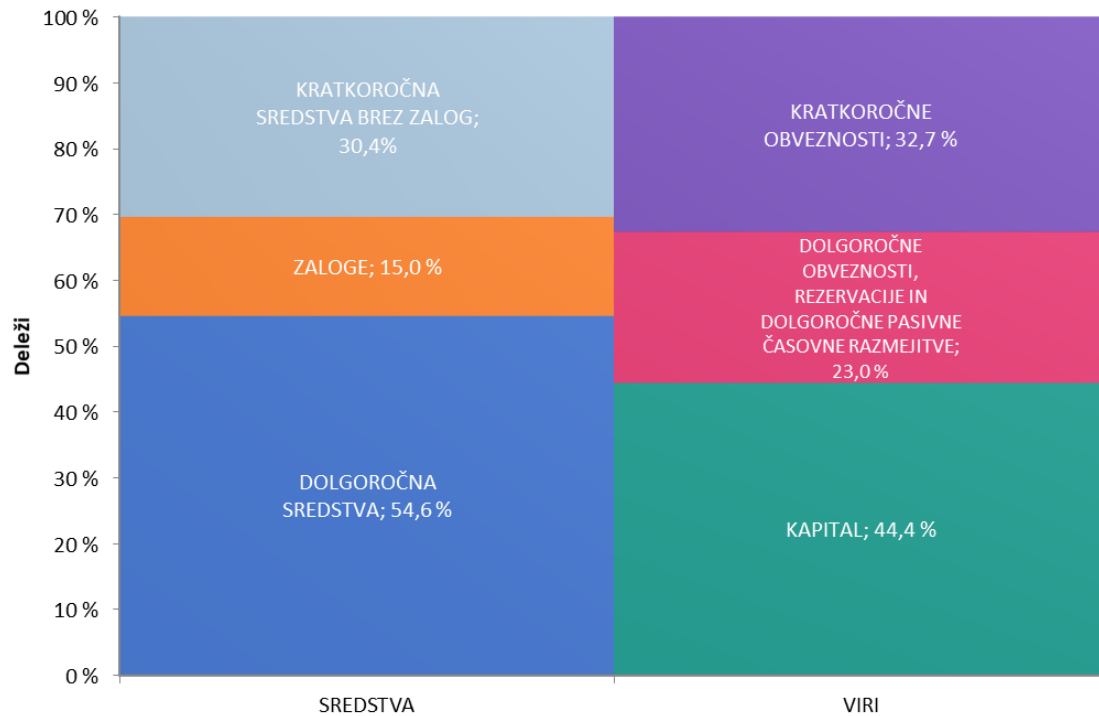 100 %
90 %
80 %
70 %
60 %
50 %
40 %
30 %
20 %
10 %
0 %
Deleži
KRATKOROČNA
SREDSTVA BREZ ZALOG;
30,4%
ZALOGE; 15,0 %
DOLGOROČNA
SREDSTVA; 54,6 %
KRATKOROČNE
OBVEZNOSTI; 32,7 %
DOLGOROČNE
OBVEZNOSTI,
REZERVACIJE IN
DOLGOROČNE PASIVNE
ČASOVNE RAZMEJITVE;
23,0 %
KAPITAL; 44,4 %
SREDSTVA
VIRI